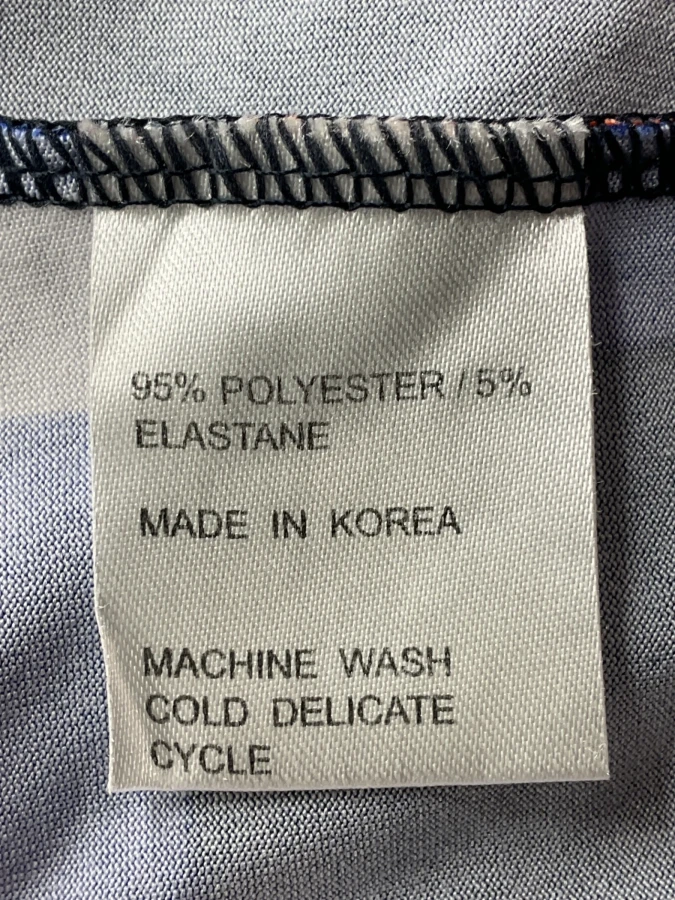 95% POLYESTER / 5%
ELASTANE
MADE IN KOREA
MACHINE WASH
COLD DELICATE
CYCLE